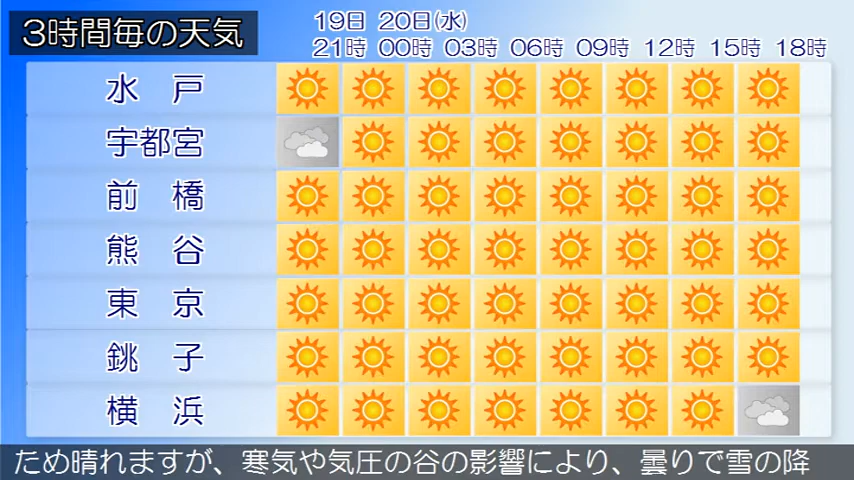 3時間毎の天気
19日 20日(水)
21時 00時 03時 06時 09時 12時 15時 18時
水戸
宇都宮
前橋
熊谷
東京
銚子
横浜
ため晴れますが、寒気や気圧の谷の影響により、曇りで雪の降